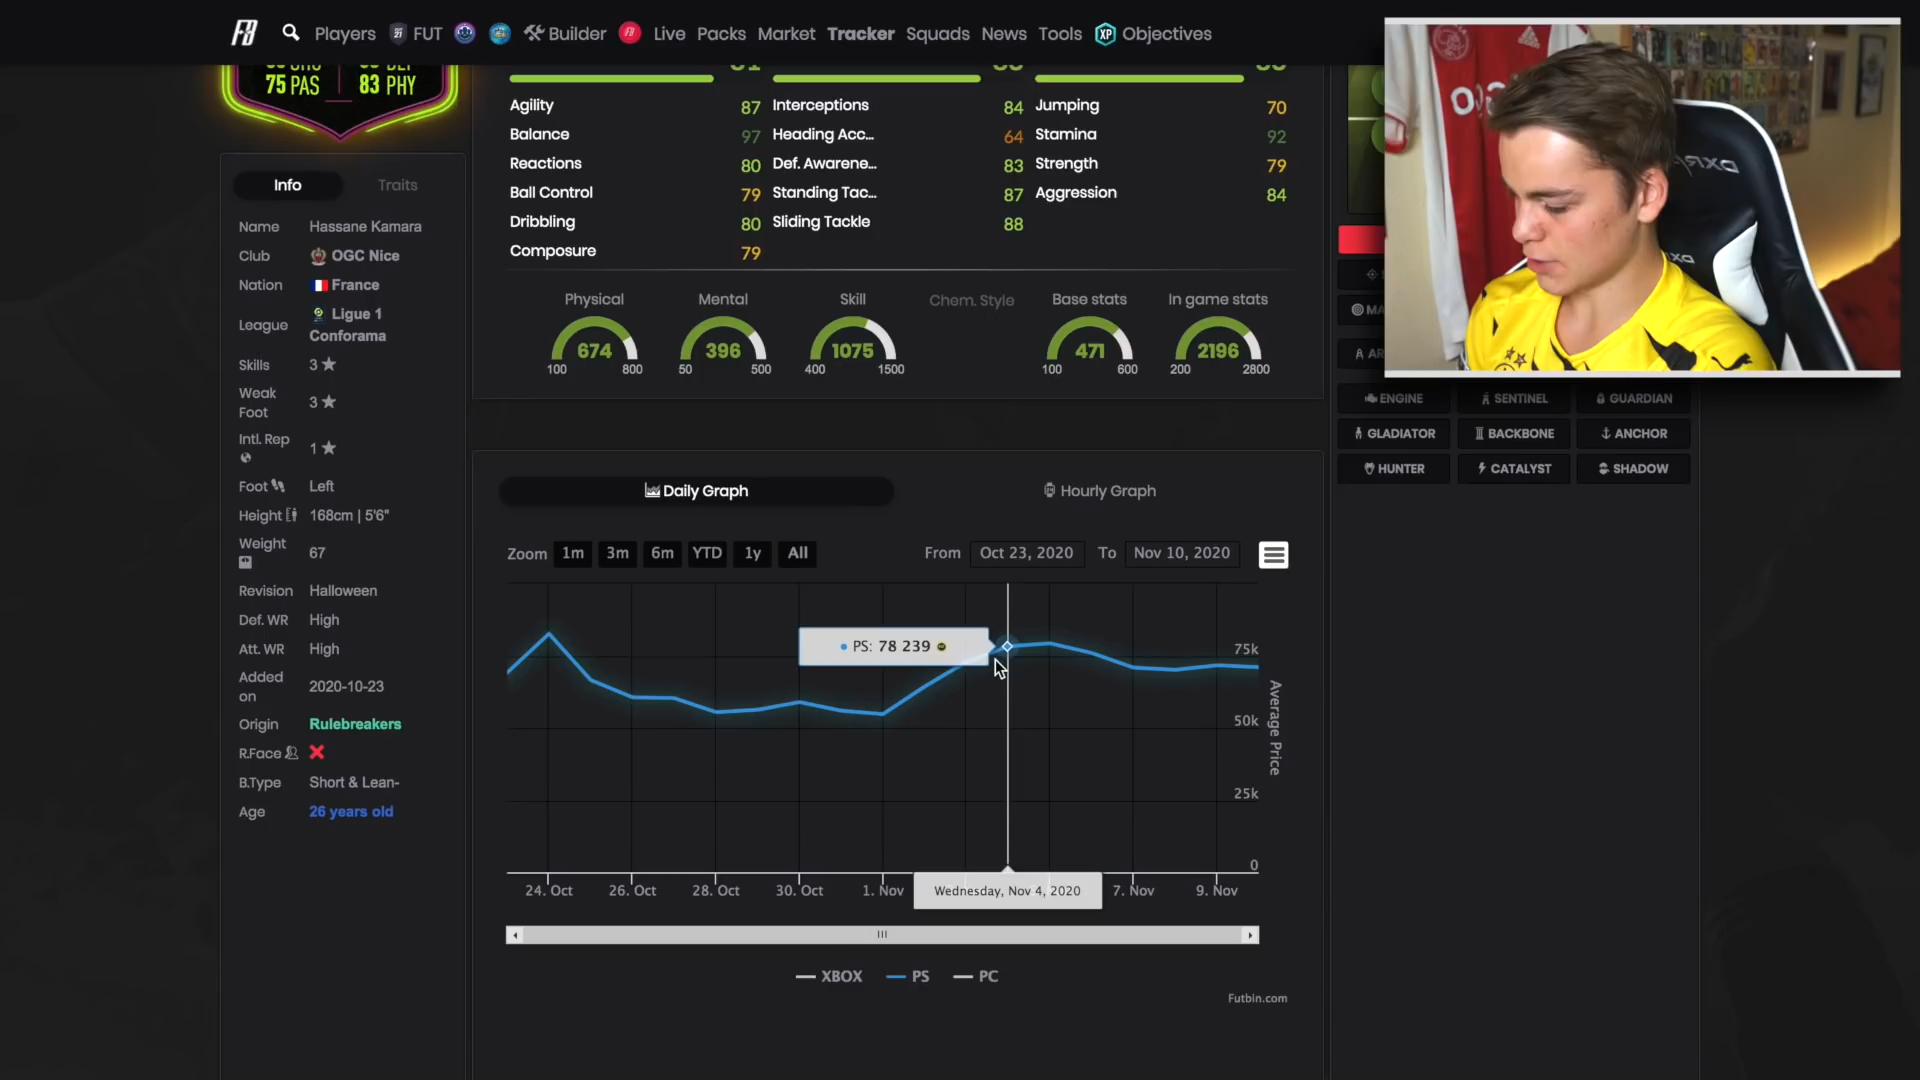 Players 21 FUT Builder Live Packs Market Tracker Squads News Tools XP Objectives
75 PAS 83 PHY
Agility 87 Interceptions 84 Jumping 70
Balance 97 Heading Acc... 64 Stamina 92
Reactions 80 Def. Awarene... 83 Strength 79
Ball Control 79 Standing Tac... 87 Aggression 84
Dribbling 80 Sliding Tackle 88
Composure 79
Info Traits
Name Hassane Kamara
Club OGC Nice
Nation France
League Ligue 1 Conforama
Skills 3
Weak Foot 3
Intl. Rep 1
Foot Left
Height 168cm | 5'6"
Weight 67
Revision Halloween
Def. WR High
Att. WR High
Added on 2020-10-23
Origin Rulebreakers
R.Face
B.Type Short & Lean-
Age 26 years old
Physical Mental Skill Chem. Style Base stats In game stats
674 396 1075 471 2196
100 800 50 500 400 1500 100 600 200 2800
ENGINE SENTINEL GUARDIAN
GLADIATOR BACKBONE ANCHOR
HUNTER CATALYST SHADOW
Daily Graph Hourly Graph
Zoom 1m 3m 6m YTD 1y All From Oct 23, 2020 To Nov 10, 2020
PS: 78 239
75k
50k
25k
0
Average Price
24. Oct 26. Oct 28. Oct 30. Oct 1. Nov Wednesday, Nov 4, 2020 7. Nov 9. Nov
XBOX PS PC
Futbin.com
DXR